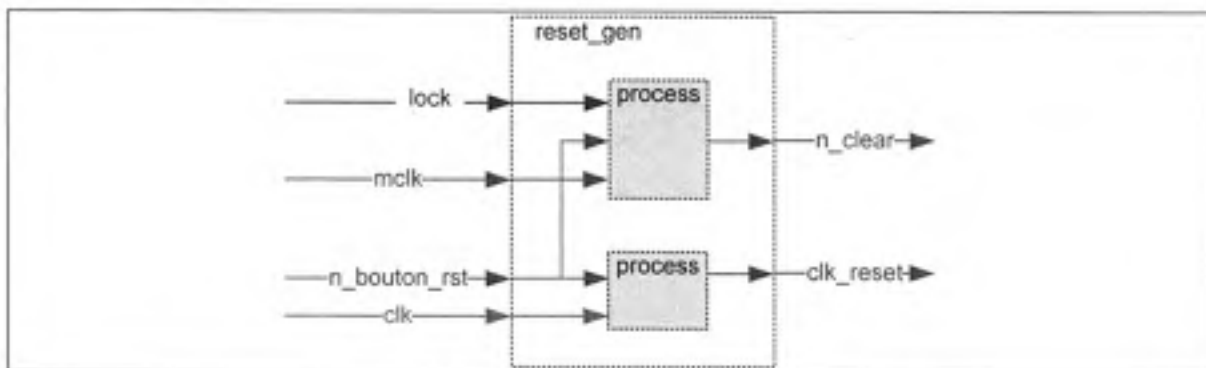 reset_gen
process
lock
n_clear
mclk
process
n_bouton_rst
clk_reset
clk